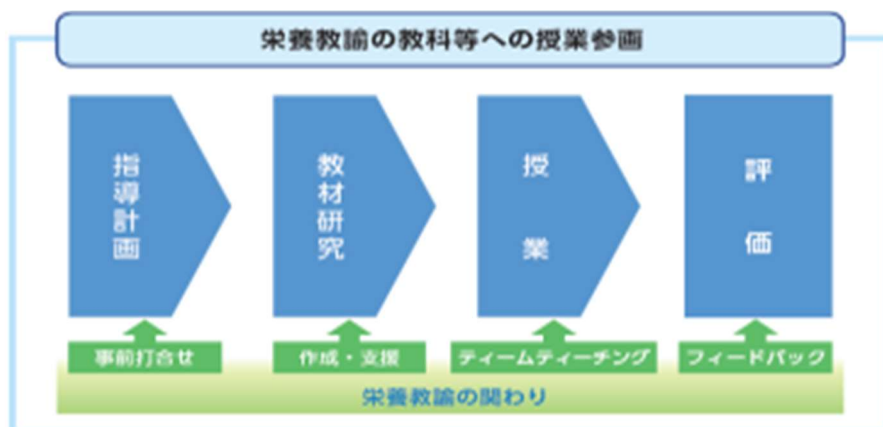 栄養教諭の教科等への授業参画
指導計画
教材研究
授業
評価
事前打合せ
作成・支援
ティームティーチング
フィードバック
栄養教諭の関わり